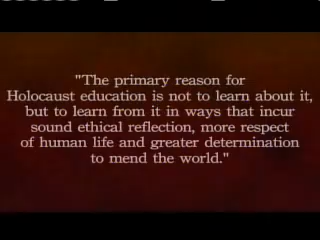 "The primary reason for
Holocaust education is not to learn about it,
but to learn from it in ways that incur
sound ethical reflection, more respect
of human life and greater determination
to mend the world."